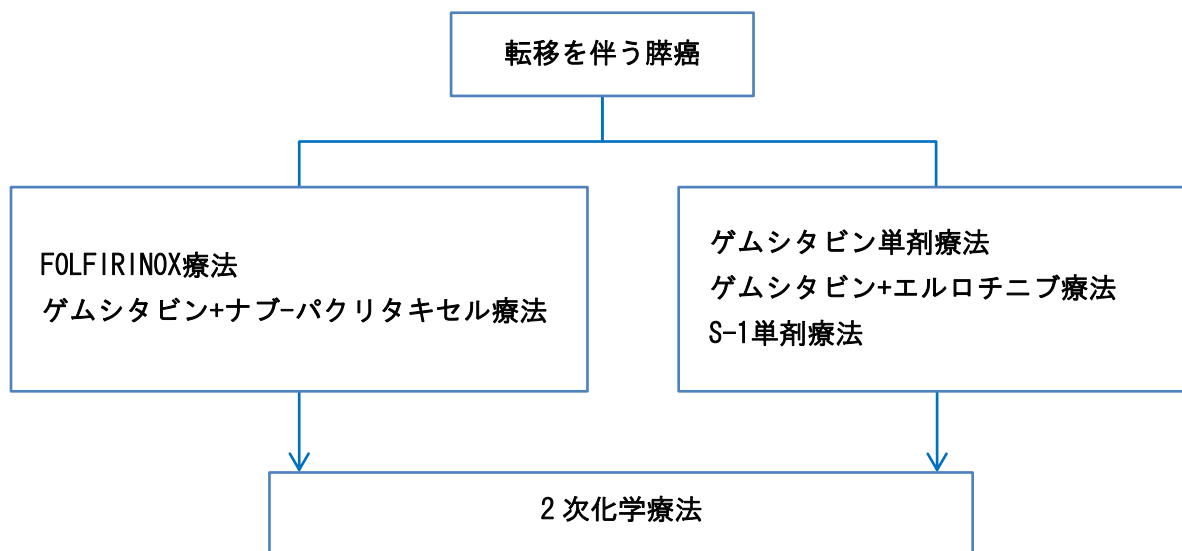 転移を伴う膵癌
FOLFIRINOX療法
ゲムシタビン+ナブ-パクリタキセル療法
ゲムシタビン単剤療法
ゲムシタビン+エルロチニブ療法
S-1単剤療法
2次化学療法